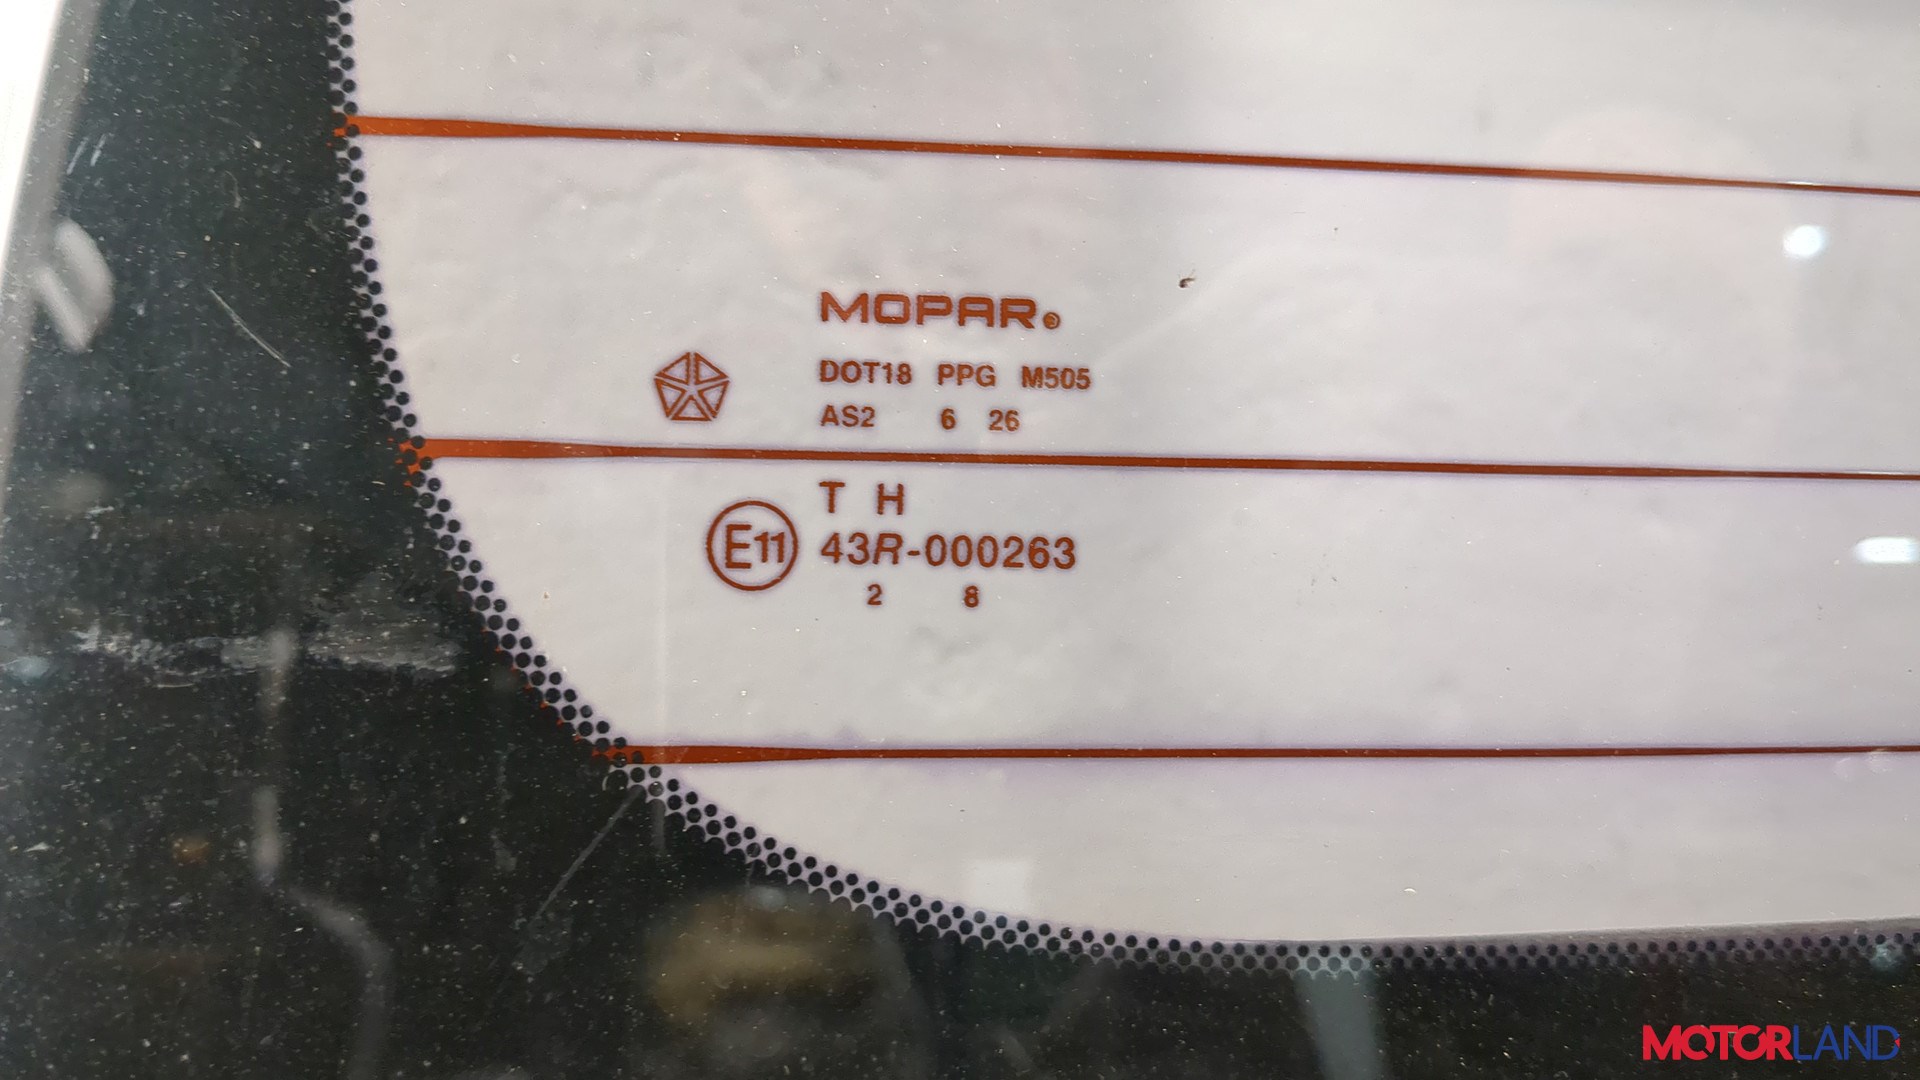 MOPAR®
DOT18 PPG M505
AS2 6 26
T H
E11 43R-000263
2 8
MOTORLAND